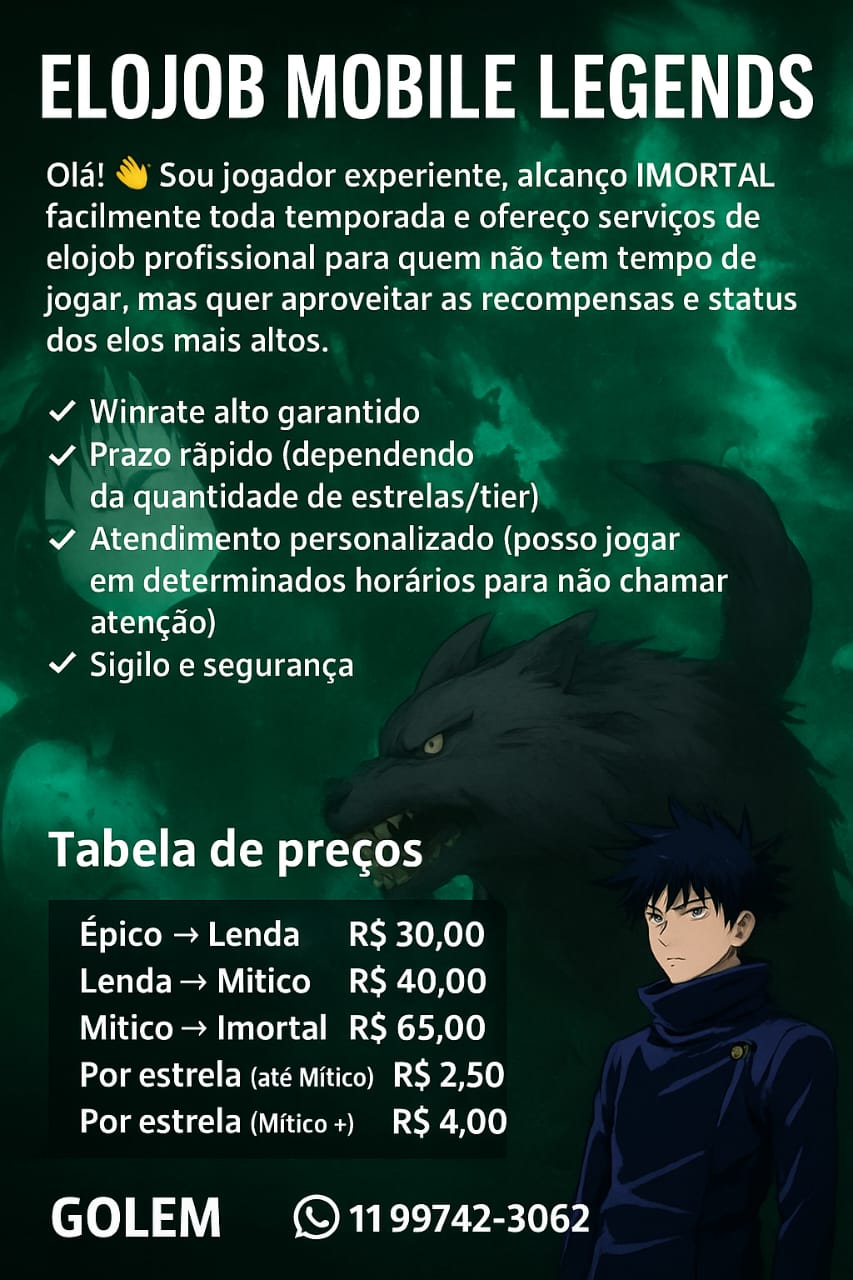 ELOJOB MOBILE LEGENDS
Olá! 👋 Sou jogador experiente, alcanço IMORTAL
facilmente toda temporada e ofereço serviços de
elojob profissional para quem não tem tempo de
jogar, mas quer aproveitar as recompensas e status
dos elos mais altos.
✓ Winrate alto garantido
✓ Prazo rãpido (dependendo
da quantidade de estrelas/tier)
✓ Atendimento personalizado (posso jogar
em determinados horários para não chamar
atenção)
✓ Sigilo e segurança
Tabela de preços
Épico → Lenda R$ 30,00
Lenda → Mitico R$ 40,00
Mitico → Imortal R$ 65,00
Por estrela (até Mítico) R$ 2,50
Por estrela (Mítico +) R$ 4,00
GOLEM 11 99742-3062